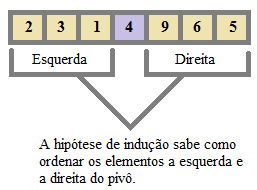 2 3 1 4 9 6 5
Esquerda Direita
A hipótese de indução sabe como
ordenar os elementos a esquerda e
a direita do pivô.